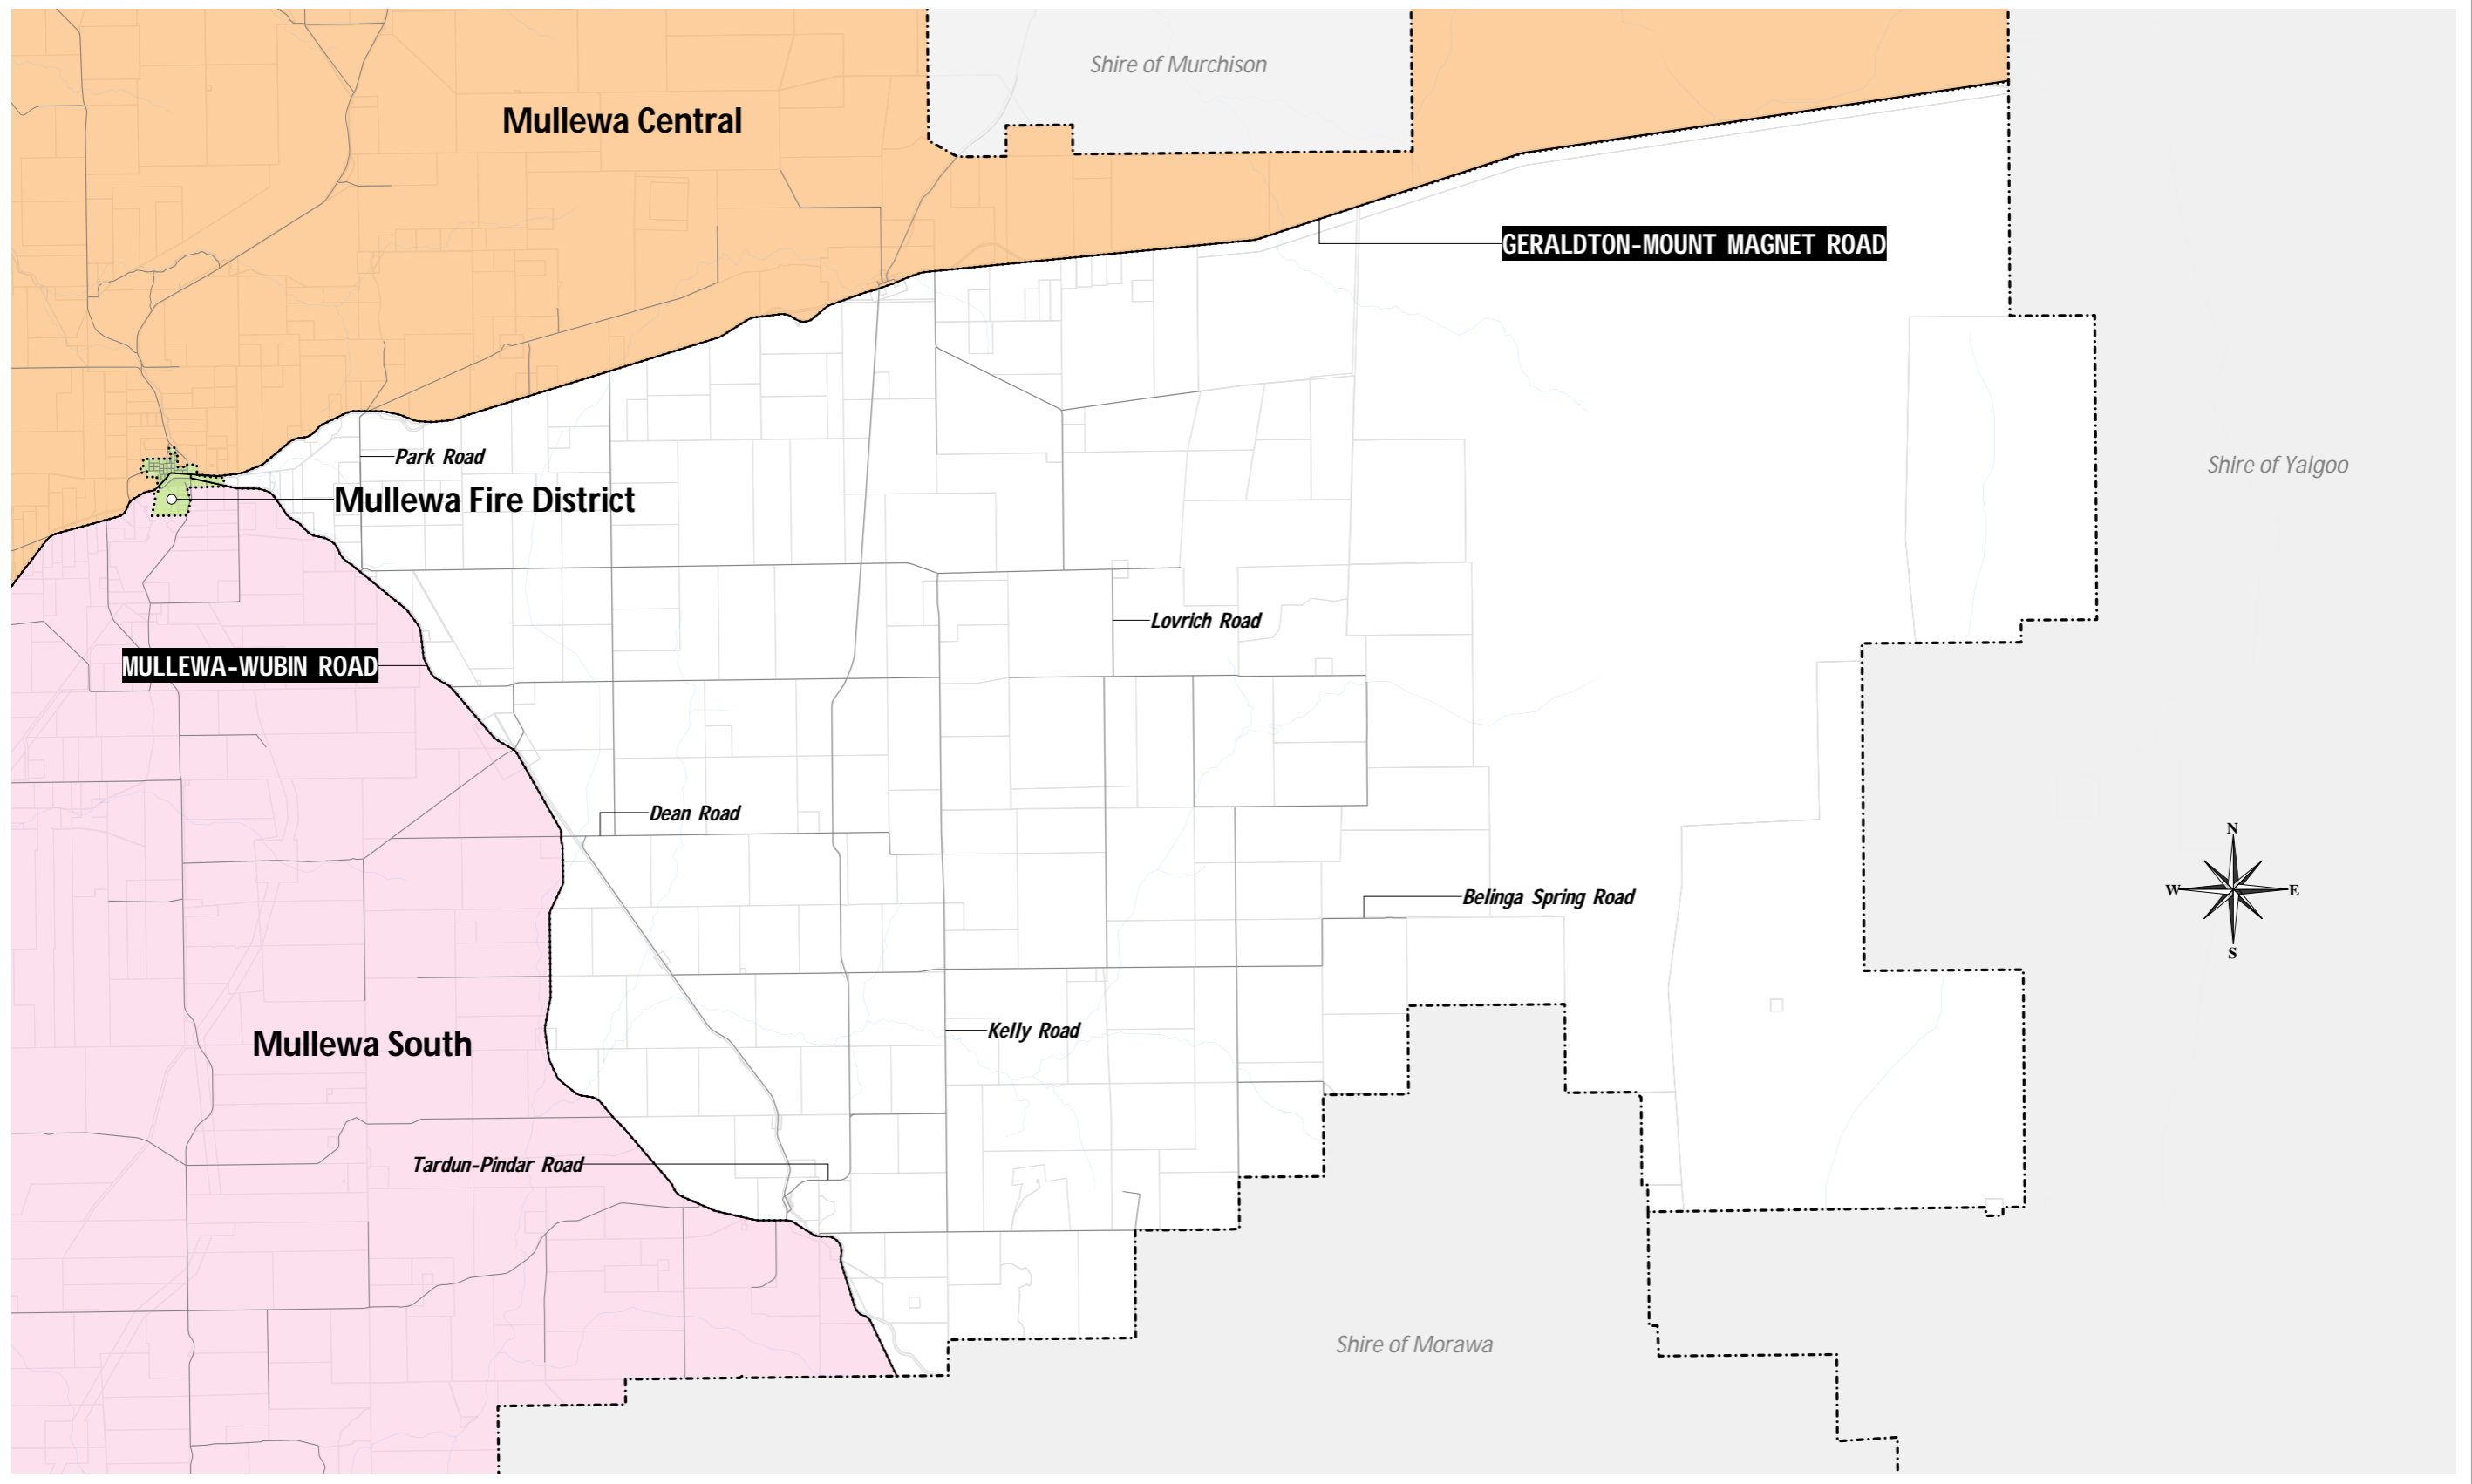 Shire of Murchison
Mullewa Central
GERALDTON-MOUNT MAGNET ROAD
Park Road
Shire of Yalgoo
Mullewa Fire District
Lovrich Road
MULLEWA-WUBIN ROAD
Dean Road
N
W
E
S
Belinga Spring Road
Kelly Road
Mullewa South
Tardun-Pindar Road
Shire of Morawa